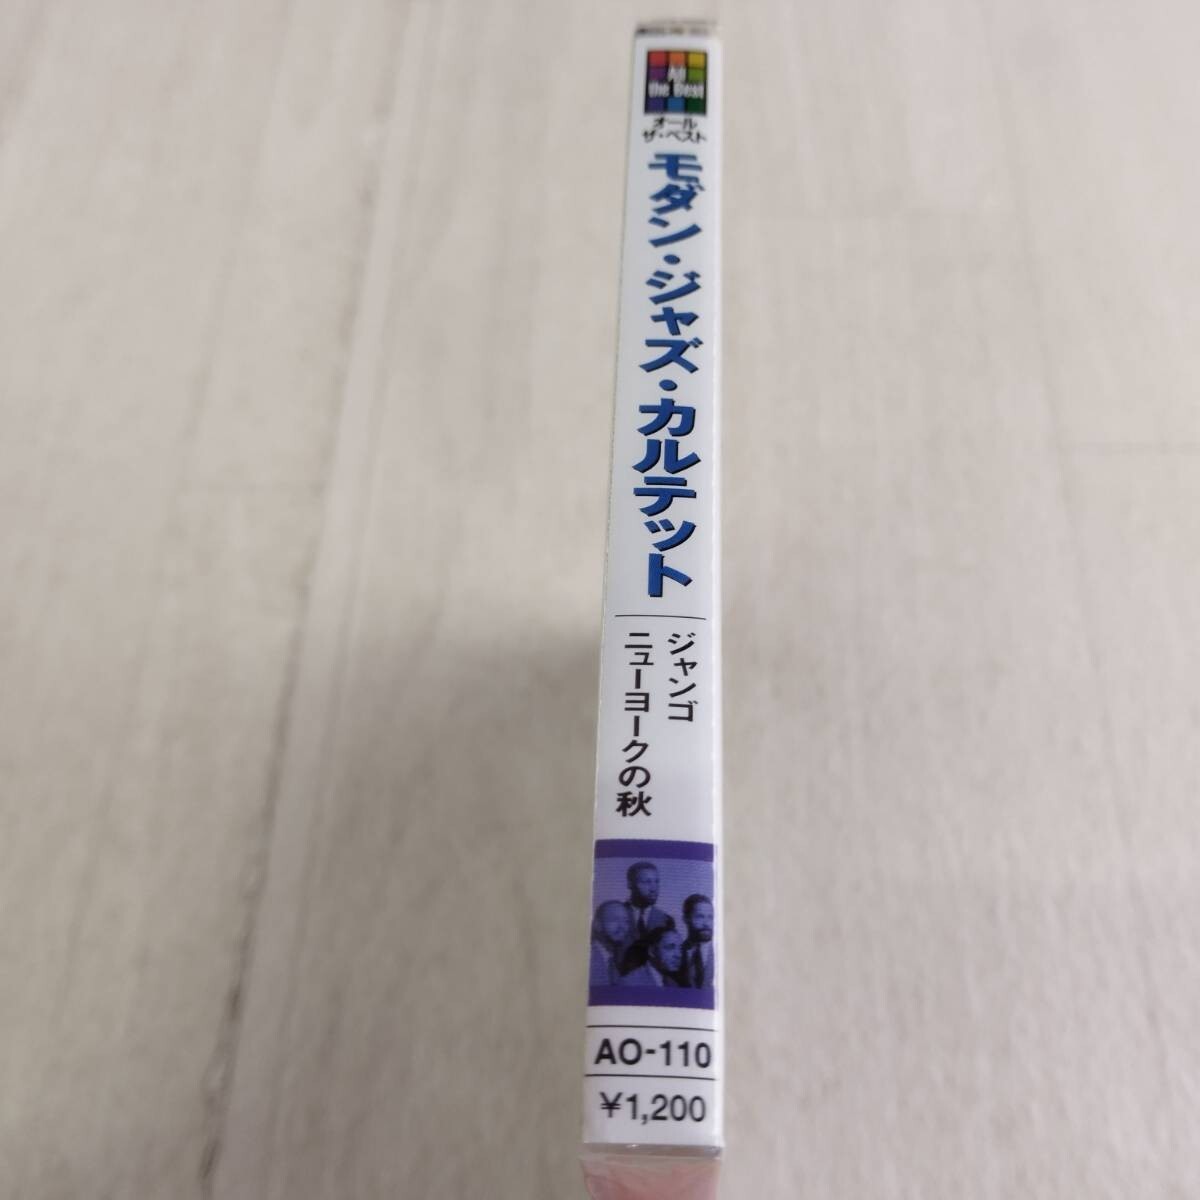 All
the Best
オール
ザ・ベスト
モダン・ジャズ・カルテット
ジャンゴ
ニューヨークの秋
AO-110
¥1,200